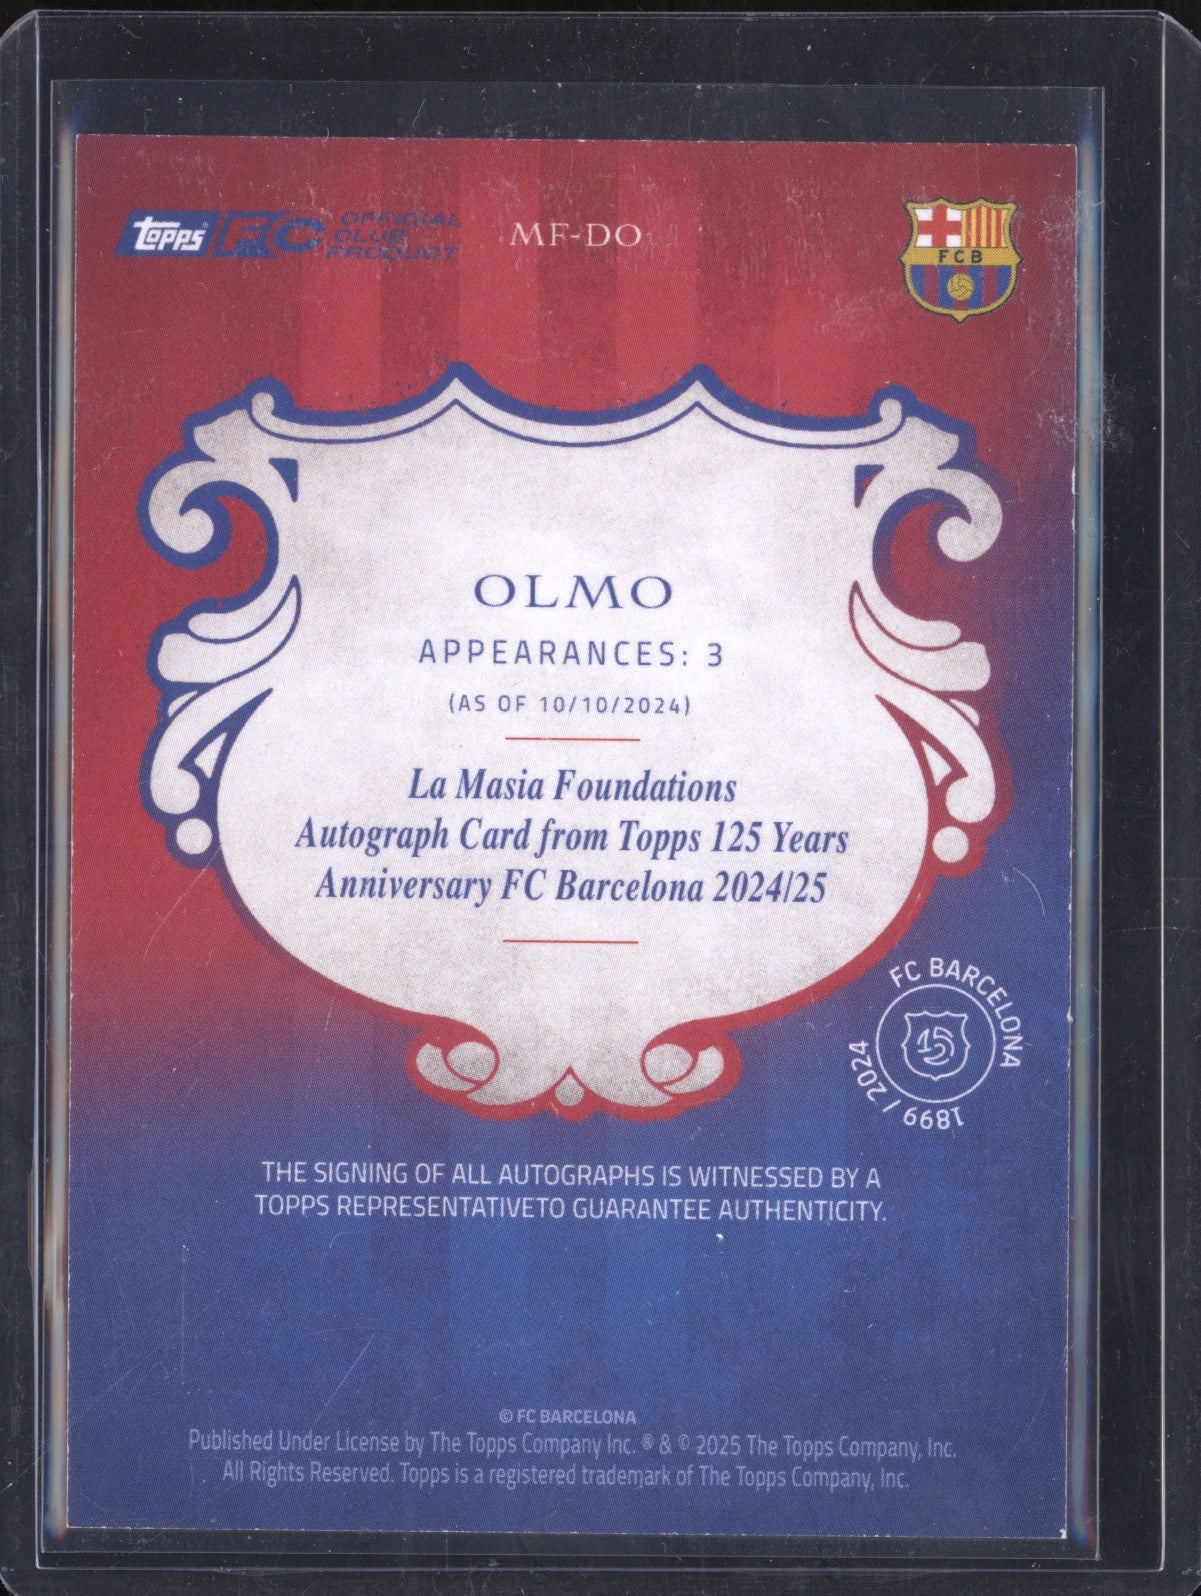 TOPPS FC OFFICIAL
CLUB
PRODUCT
MF-DO
FCB
OLMO
APPEARANCES: 3
(AS OF 10/10/2024)
La Masia Foundations
Autograph Card from Topps 125 Years
Anniversary FC Barcelona 2024/25
FC BARCELONA
125
1899 / 2024
THE SIGNING OF ALL AUTOGRAPHS IS WITNESSED BY A
TOPPS REPRESENTATIVETO GUARANTEE AUTHENTICITY.
© FC BARCELONA
Published Under License by The Topps Company Inc. ® & © 2025 The Topps Company, Inc.
All Rights Reserved. Topps is a registered trademark of The Topps Company, Inc.